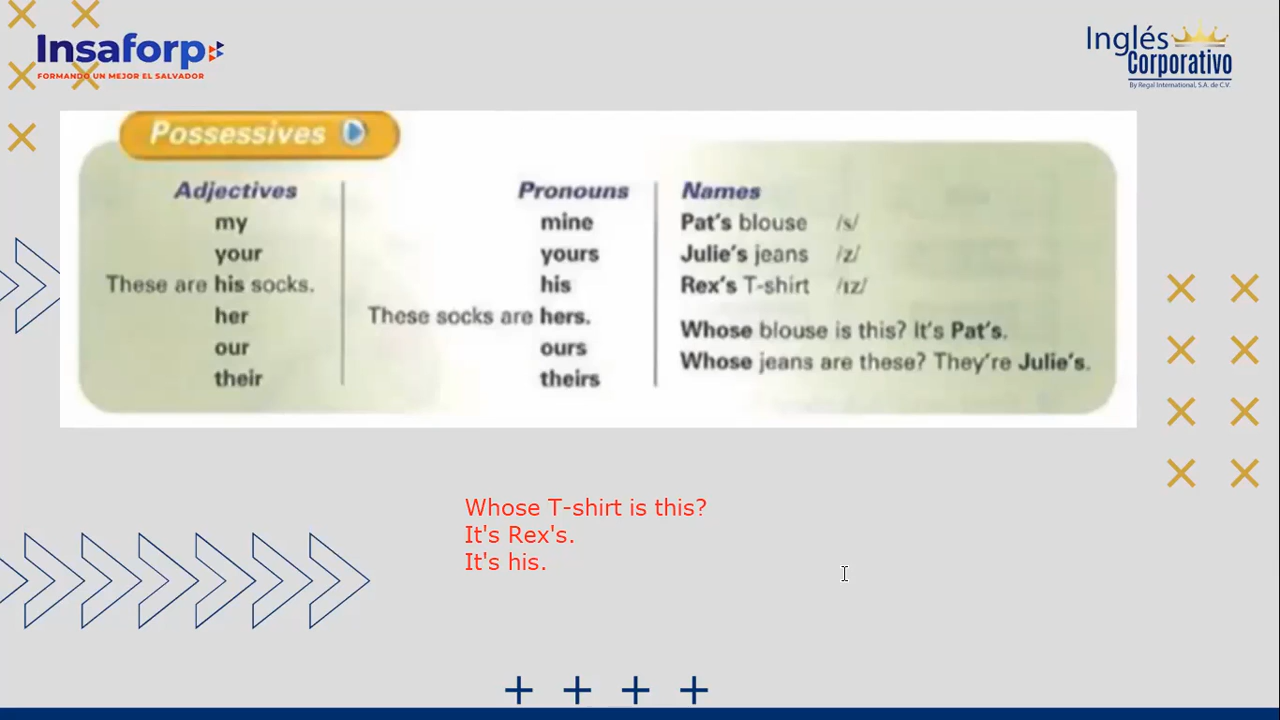 Insaforp
FORMANDO UN MEJOR EL SALVADOR
Inglés
Corporativo
By Regal International, S.A. de C.V.
Possessives
Adjectives
my
your
These are his socks.
her
our
their
Pronouns
mine
yours
his
These socks are hers.
ours
theirs
Names
Pat's blouse /s/
Julie's jeans /z/
Rex's T-shirt /ɪz/
Whose blouse is this? It's Pat's.
Whose jeans are these? They're Julie's.
Whose T-shirt is this?
It's Rex's.
It's his.